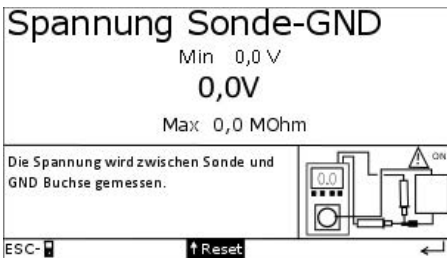 Spannung Sonde-GND
Min 0,0 V
0,0V
Max 0,0 MOhm
Die Spannung wird zwischen Sonde und
GND Buchse gemessen.
0.0
ON
ESC-
↑ Reset